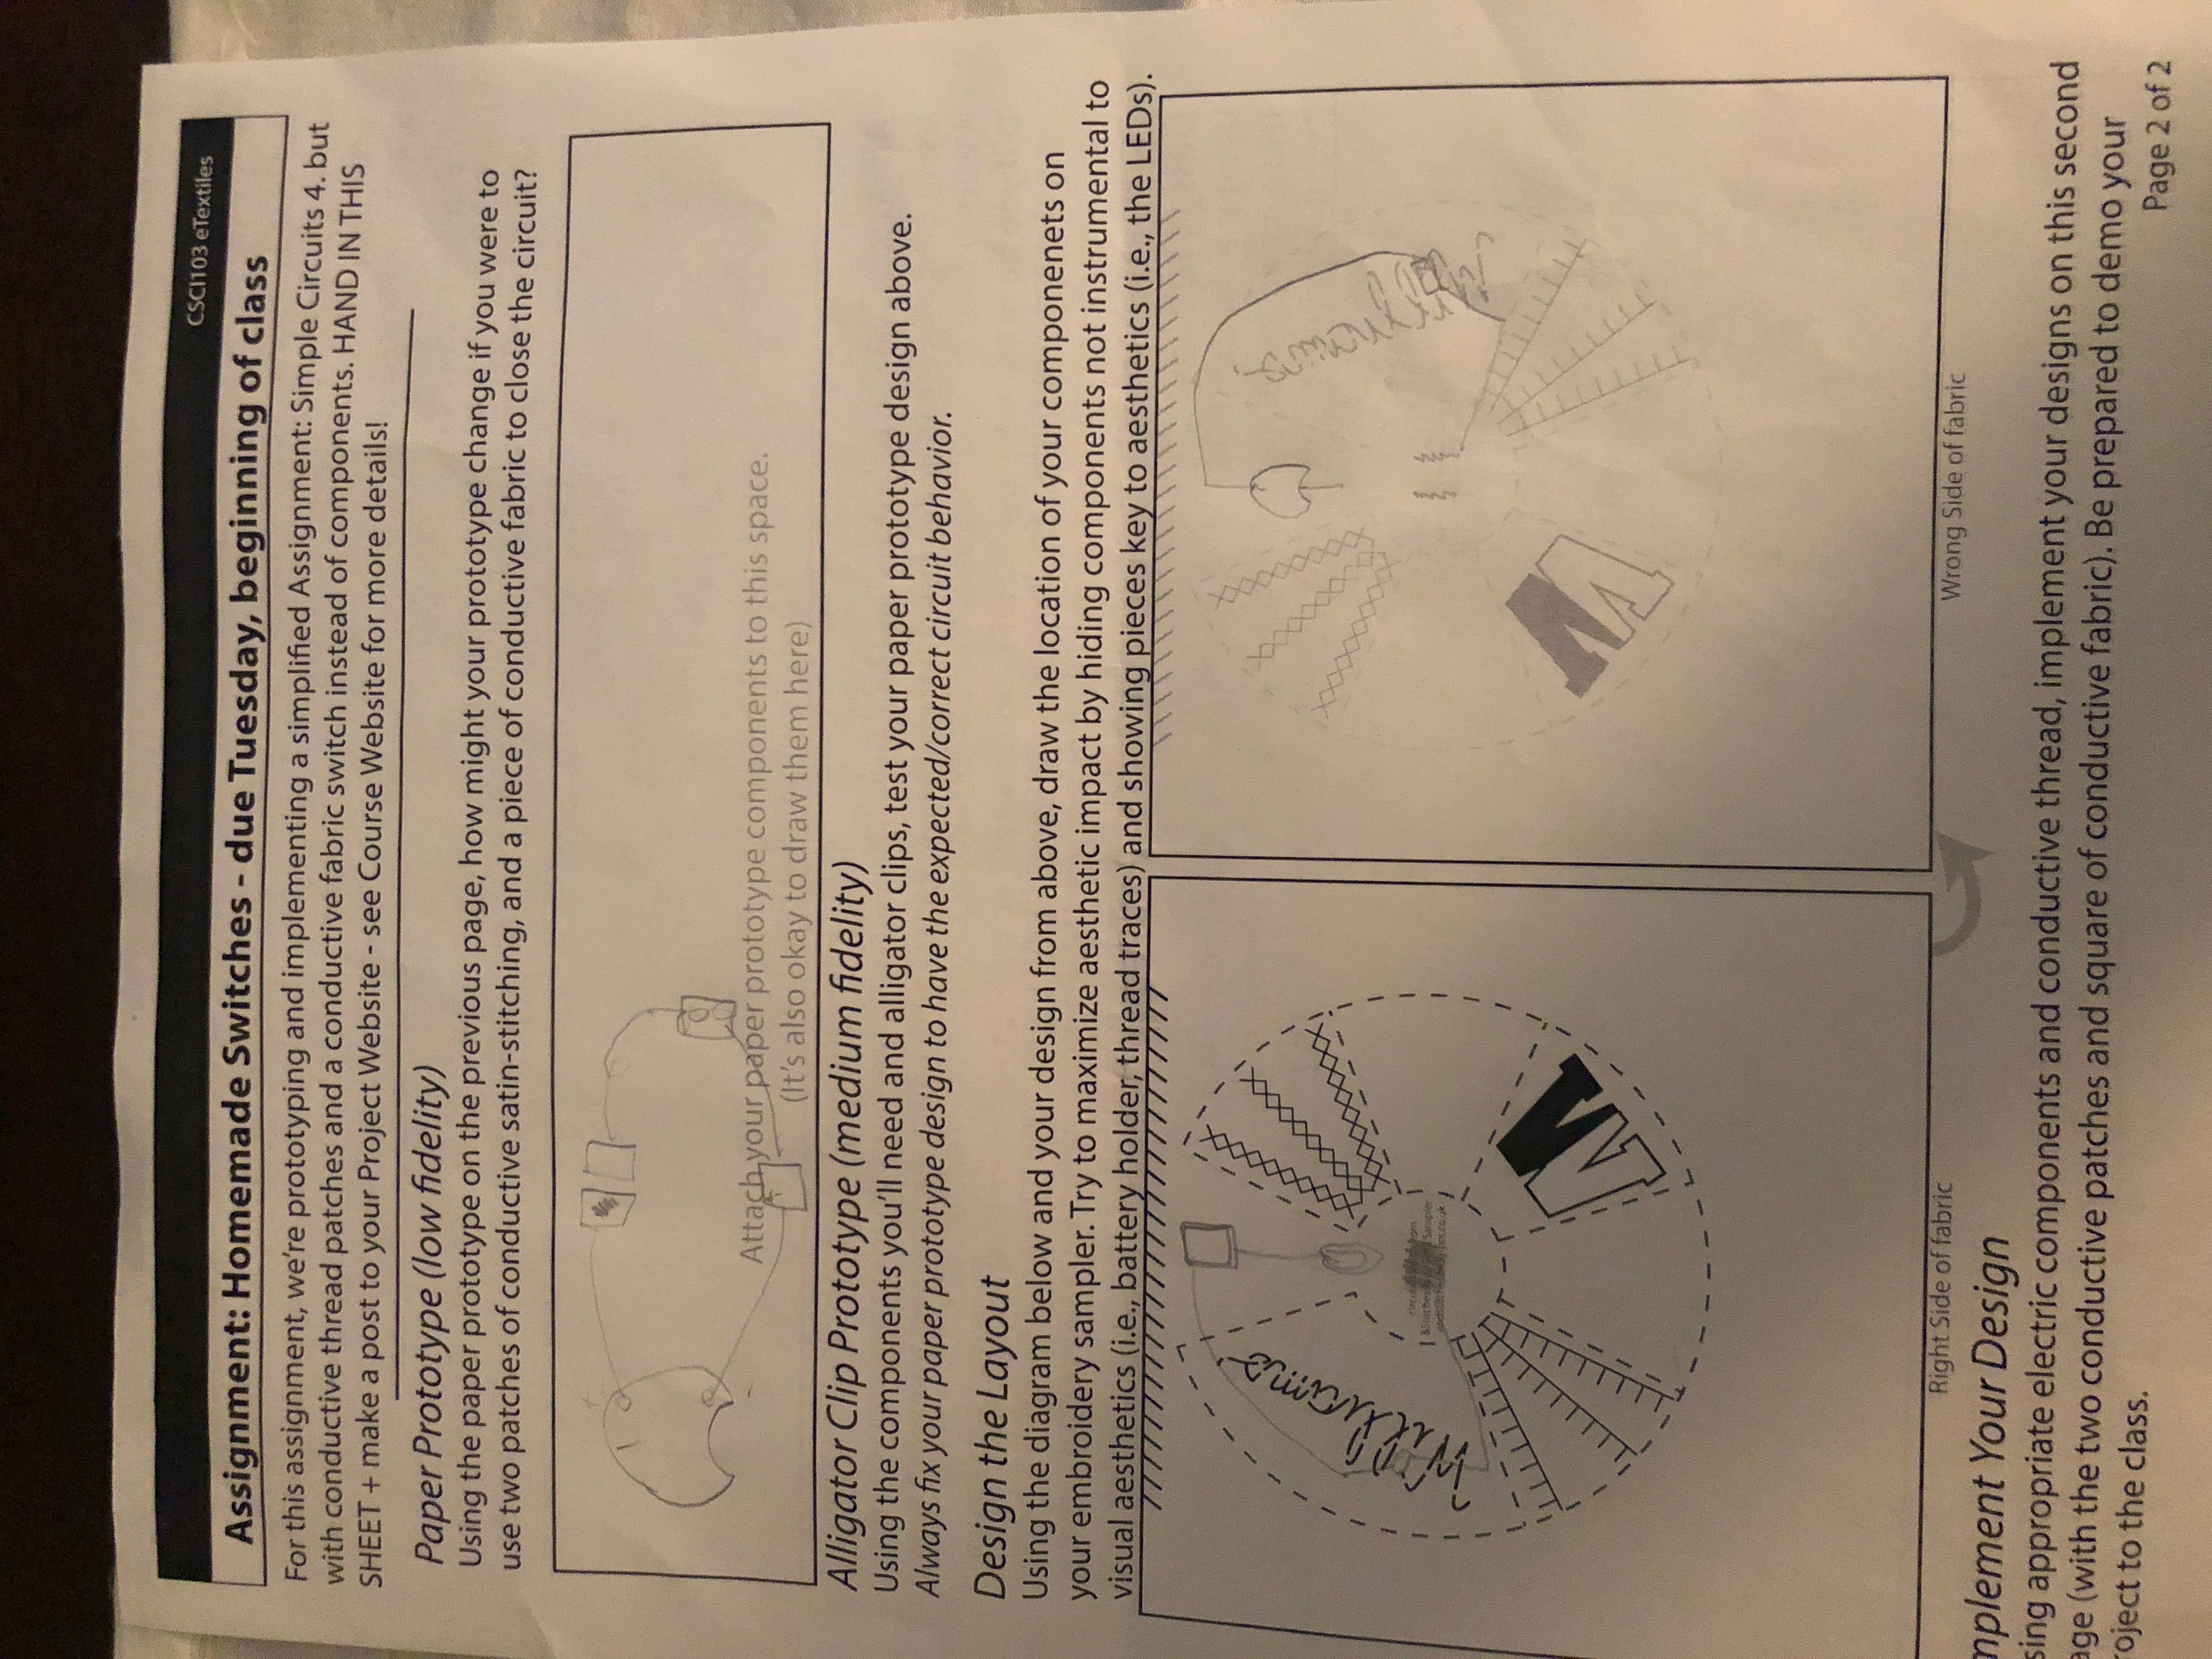 CSCI103 eTextiles
Assignment: Homemade Switches - due Tuesday, beginning of class
For this assignment, we're prototyping and implementing a simplified Assignment: Simple Circuits 4. but
with conductive thread patches and a conductive fabric switch instead of components. HAND IN THIS
SHEET + make a post to your Project Website - see Course Website for more details!
Paper Prototype (low fidelity)
Using the paper prototype on the previous page, how might your prototype change if you were to
use two patches of conductive satin-stitching, and a piece of conductive fabric to close the circuit?
+
-
Attach your paper prototype components to this space.
(It's also okay to draw them here)
Alligator Clip Prototype (medium fidelity)
Using the components you'll need and alligator clips, test your paper prototype design above.
Always fix your paper prototype design to have the expected/correct circuit behavior.
Design the Layout
Using the diagram below and your design from above, draw the location of your componenets on
your embroidery sampler. Try to maximize aesthetic impact by hiding components not instrumental to
visual aesthetics (i.e., battery holder, thread traces) and showing pieces key to aesthetics (i.e., the LEDs).
Williams
W
Williams
W
Right Side of fabric
Wrong Side of fabric
mplement Your Design
sing appropriate electric components and conductive thread, implement your designs on this second
age (with the two conductive patches and square of conductive fabric). Be prepared to demo your
roject to the class.
Page 2 of 2